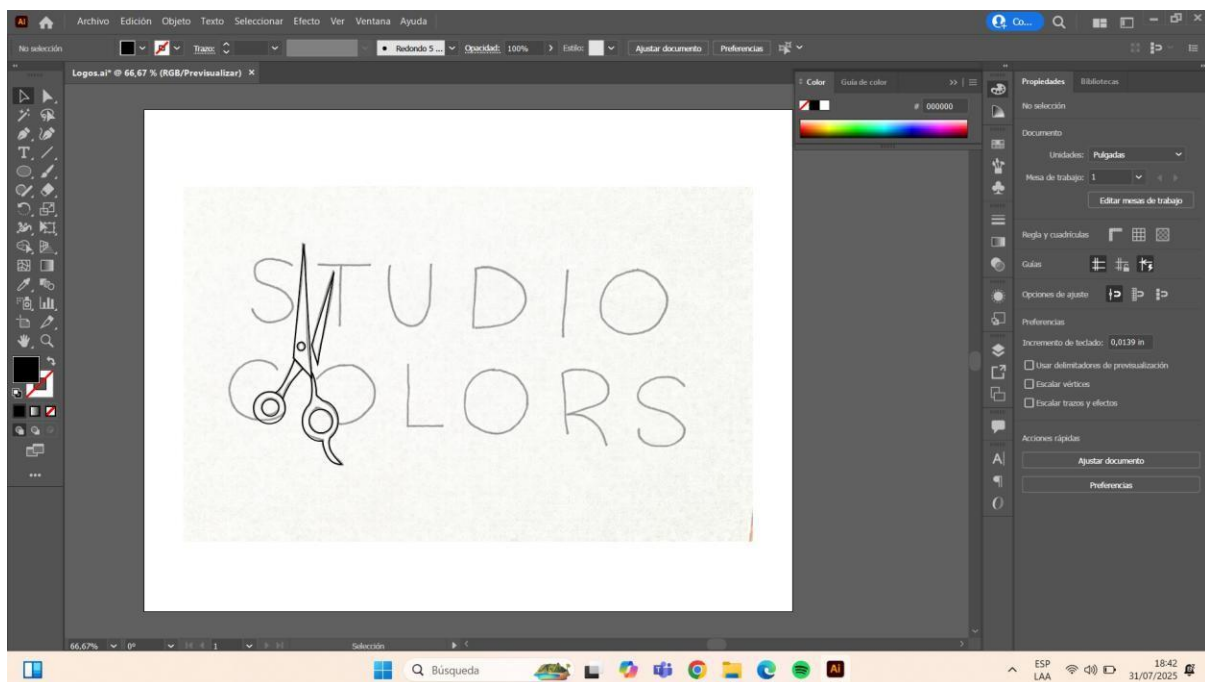 Archivo Edición Objeto Texto Seleccionar Efecto Ver Ventana Ayuda
Co...
No selección
Trazo:
Redondo 5 ...
Opacidad: 100%
Estilo:
Ajustar documento
Preferencias
Logos.ai* @ 66,67 % (RGB/Previsualizar) ×
Color
Guía de color
# 000000
Propiedades
Bibliotecas
No selección
Documento
Unidades: Pulgadas
Mesa de trabajo: 1
Editar mesas de trabajo
Regla y cuadrículas
Guías
Opciones de ajuste
Preferencias
Incremento de teclado: 0,0139 in
Usar delimitadores de previsualización
Escalar vértices
Escalar trazos y efectos
Acciones rápidas
Ajustar documento
Preferencias
STUDIO
COLORS
66,67%
0°
1
Selección
Búsqueda
ESP
LAA
18:42
31/07/2025